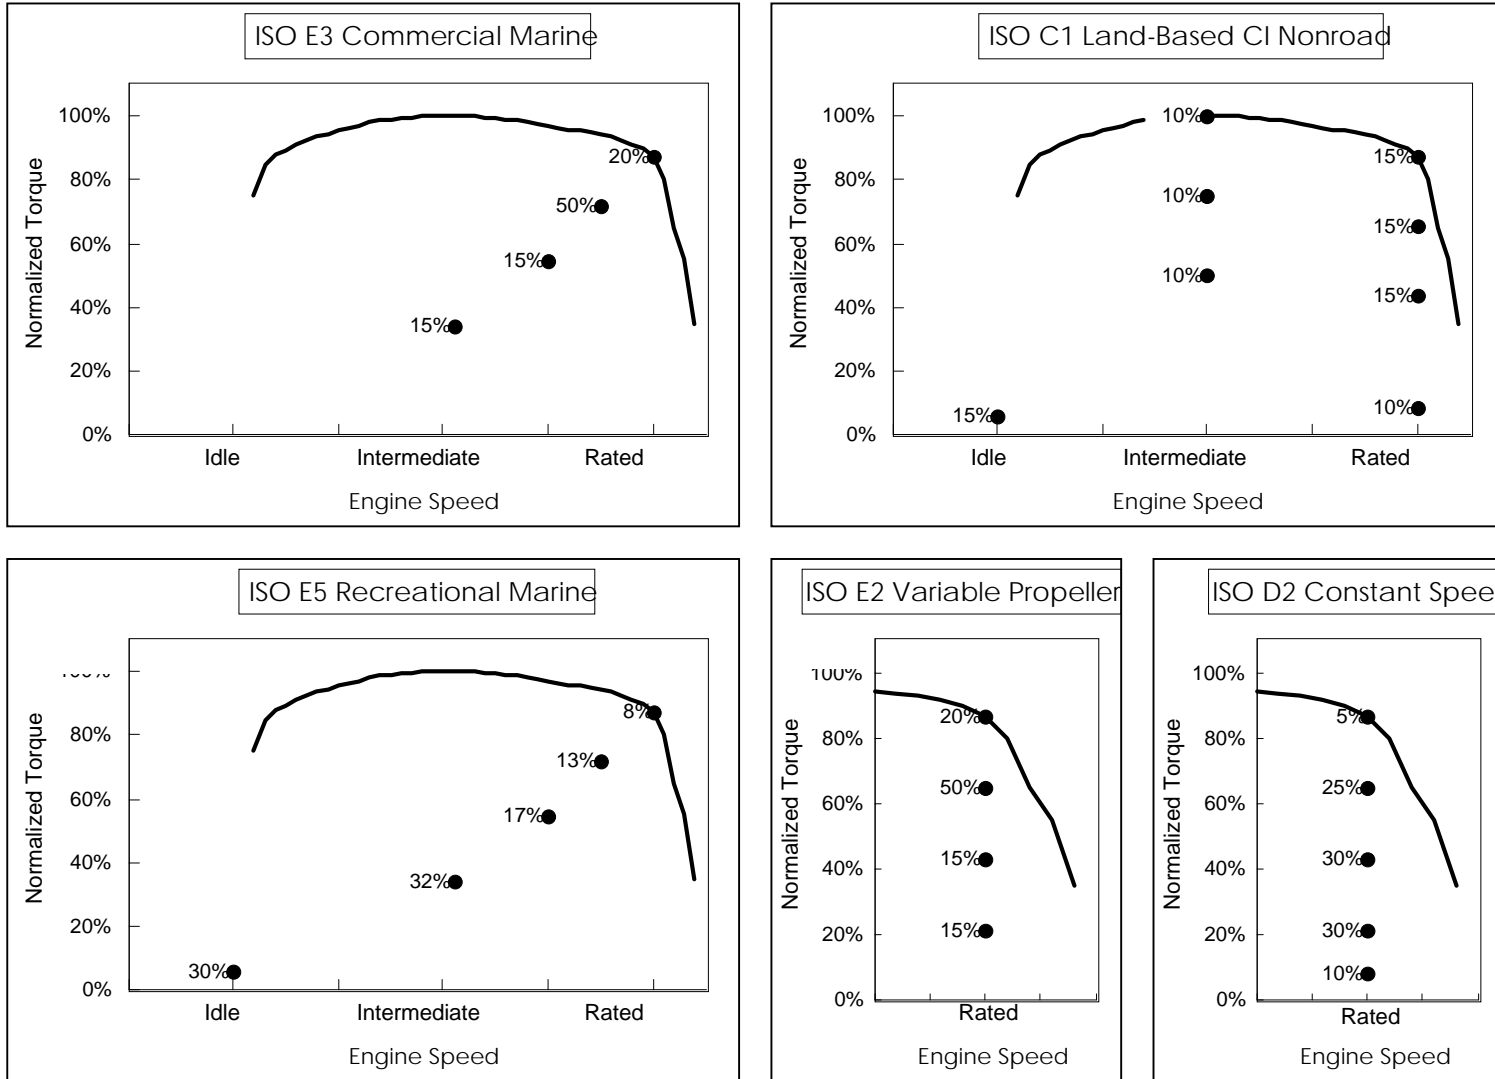 ISO E3 Commercial Marine
Normalized Torque
100%
80%
60%
40%
20%
0%
20%
50%
15%
15%
Idle Intermediate Rated
Engine Speed
ISO C1 Land-Based CI Nonroad
Normalized Torque
100%
80%
60%
40%
20%
0%
10%
10%
10%
15%
15%
15%
15%
10%
Idle Intermediate Rated
Engine Speed
ISO E5 Recreational Marine
Normalized Torque
100%
80%
60%
40%
20%
0%
8%
13%
17%
32%
30%
Idle Intermediate Rated
Engine Speed
ISO E2 Variable Propeller
Normalized Torque
100%
80%
60%
40%
20%
0%
20%
50%
15%
15%
Rated
Engine Speed
ISO D2 Constant Spee
Normalized Torque
100%
80%
60%
40%
20%
0%
5%
25%
30%
30%
10%
Rated
Engine Speed